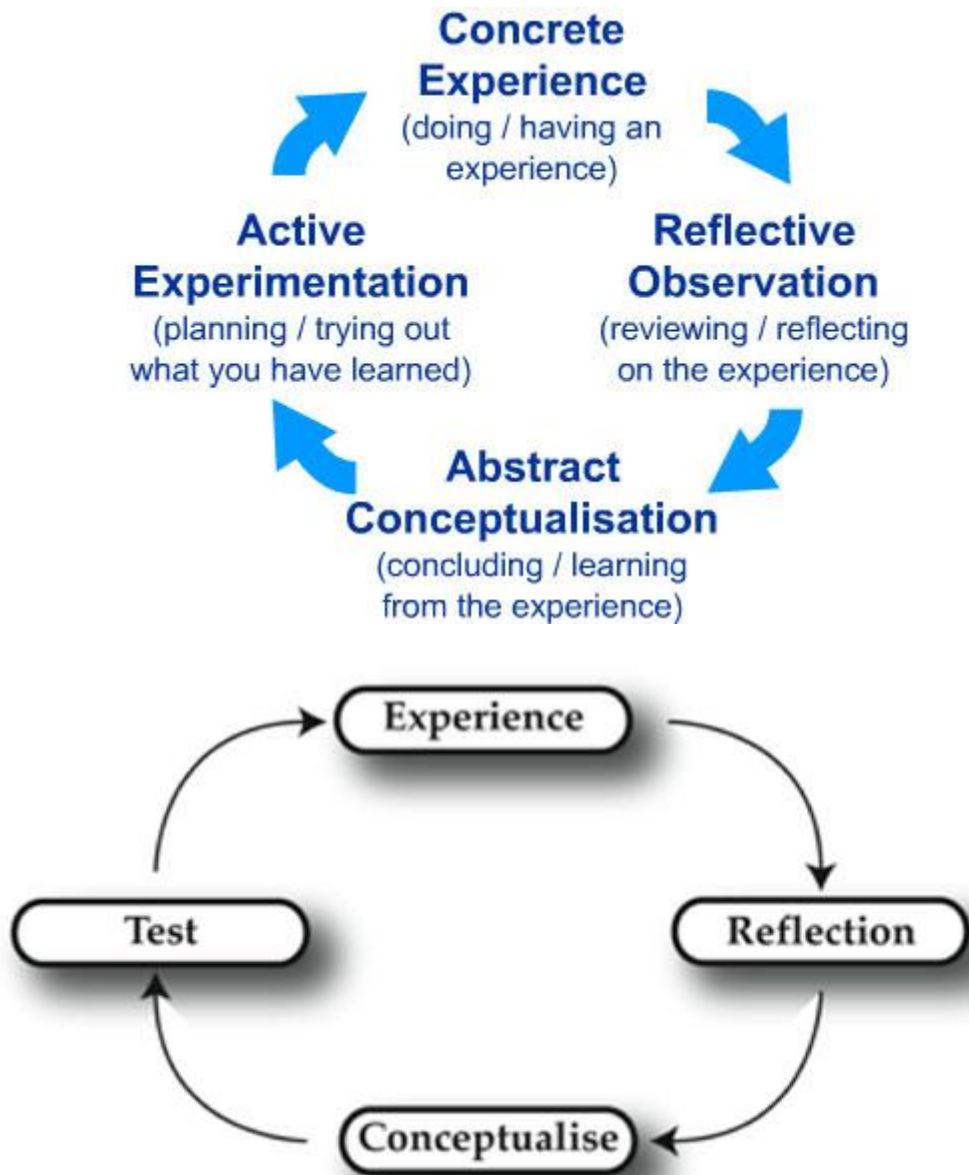 Concrete
Experience
(doing / having an
experience)
Active
Experimentation
(planning / trying out
what you have learned)
Reflective
Observation
(reviewing / reflecting
on the experience)
Abstract
Conceptualisation
(concluding / learning
from the experience)
Experience
Test
Reflection
Conceptualise